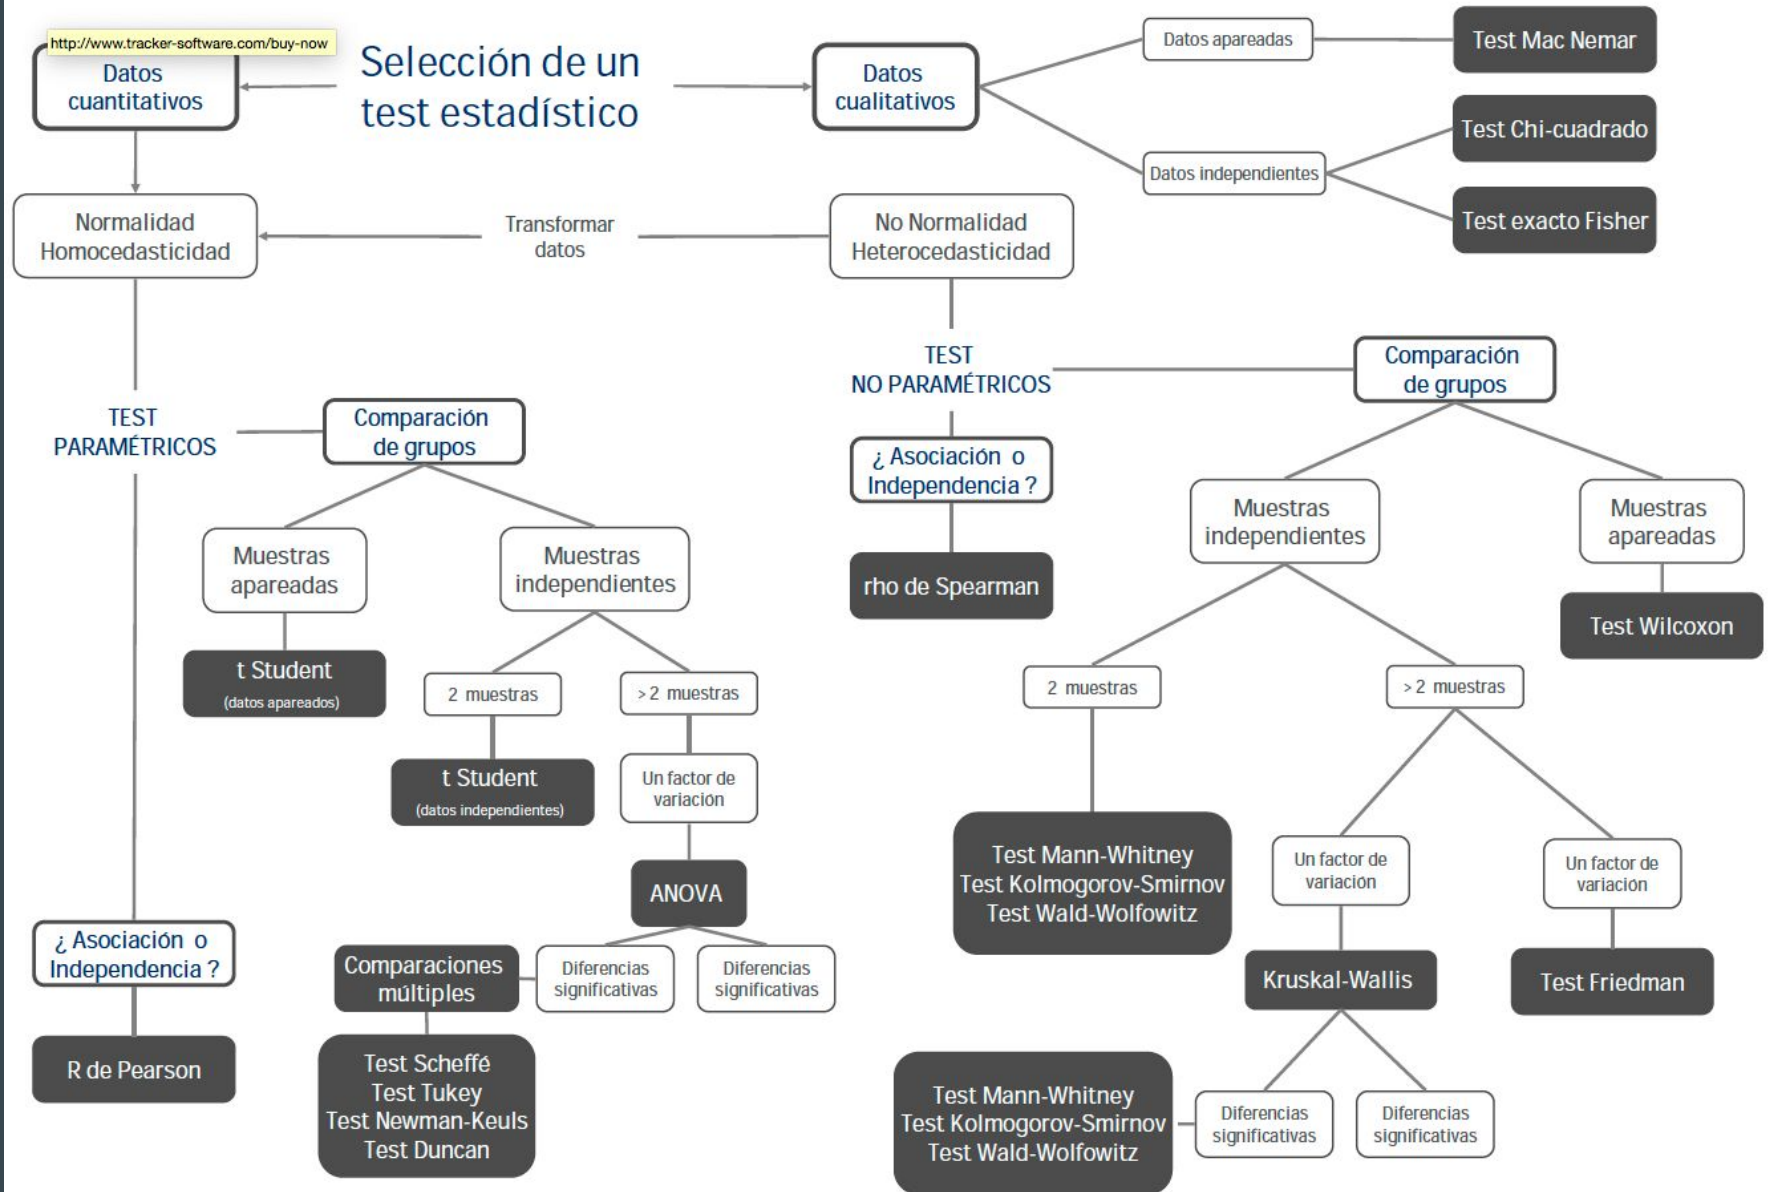 http://www.tracker-software.com/buy-now
Selección de un
test estadístico
Datos
cuantitativos
Datos
cualitativos
Datos apareadas
Test Mac Nemar
Datos independientes
Test Chi-cuadrado
Test exacto Fisher
Normalidad
Homocedasticidad
Transformar
datos
No Normalidad
Heterocedasticidad
TEST
PARAMÉTRICOS
Comparación
de grupos
Muestras
apareadas
Muestras
independientes
t Student
(datos apareados)
2 muestras
> 2 muestras
t Student
(datos independientes)
Un factor de
variación
ANOVA
Diferencias
significativas
Diferencias
significativas
Comparaciones
múltiples
Test Scheffé
Test Tukey
Test Newman-Keuls
Test Duncan
¿ Asociación o
Independencia ?
R de Pearson
TEST
NO PARAMÉTRICOS
¿ Asociación o
Independencia ?
rho de Spearman
Comparación
de grupos
Muestras
independientes
Muestras
apareadas
Test Wilcoxon
2 muestras
> 2 muestras
Test Mann-Whitney
Test Kolmogorov-Smirnov
Test Wald-Wolfowitz
Un factor de
variación
Un factor de
variación
Kruskal-Wallis
Test Friedman
Test Mann-Whitney
Test Kolmogorov-Smirnov
Test Wald-Wolfowitz
Diferencias
significativas
Diferencias
significativas